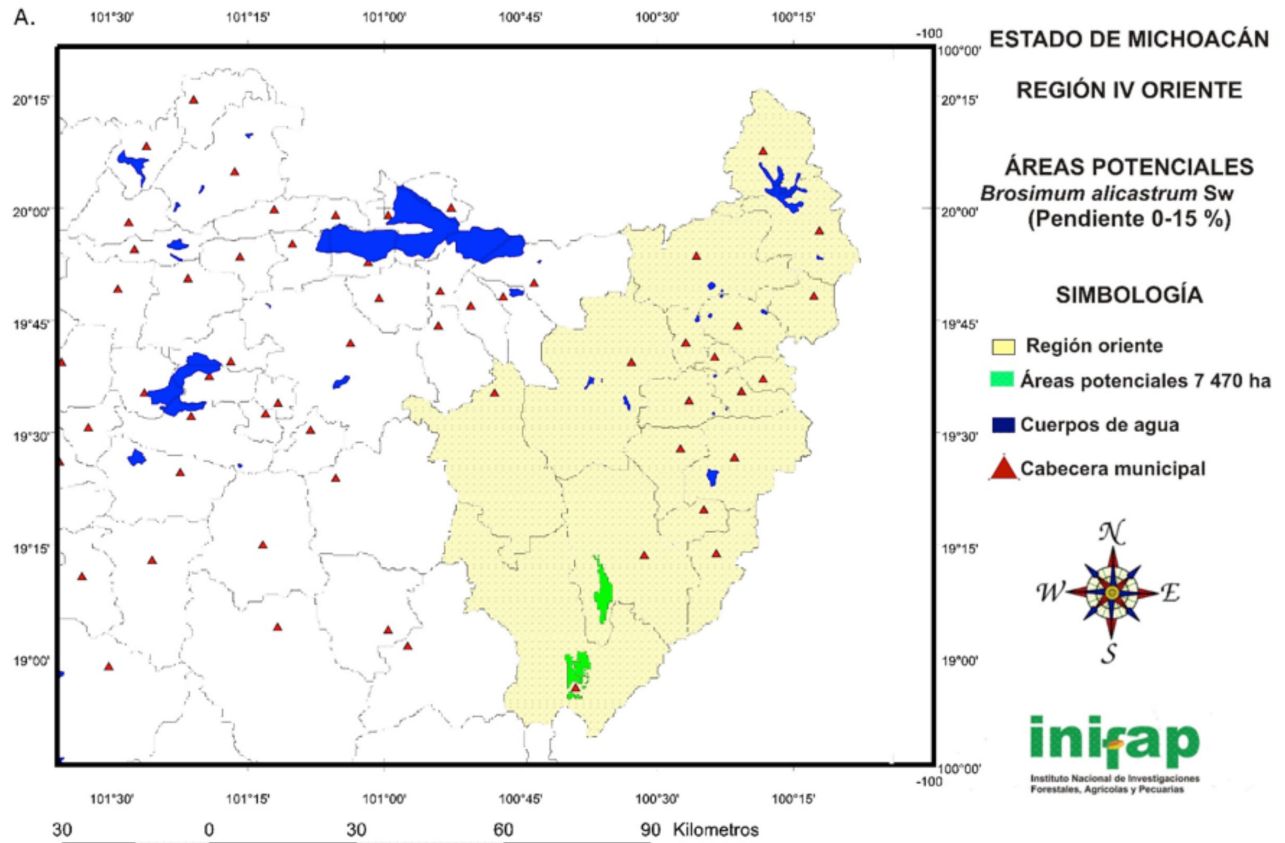 A.
101°30' 101°15' 101°00' 100°45' 100°30' 100°15'
-100
100°00'
20°15' 20°15'
20°00' 20°00'
19°45' 19°45'
19°30' 19°30'
19°15' 19°15'
19°00' 19°00'
100°00'
-100
101°30' 101°15' 101°00' 100°45' 100°30' 100°15'
30 0 30 60 90 Kilometros
ESTADO DE MICHOACÁN
REGIÓN IV ORIENTE
ÁREAS POTENCIALES
Brosimum alicastrum Sw
(Pendiente 0-15 %)
SIMBOLOGÍA
Región oriente
Áreas potenciales 7 470 ha
Cuerpos de agua
Cabecera municipal
N
W E
S
inifap
Instituto Nacional de Investigaciones
Forestales, Agrícolas y Pecuarias